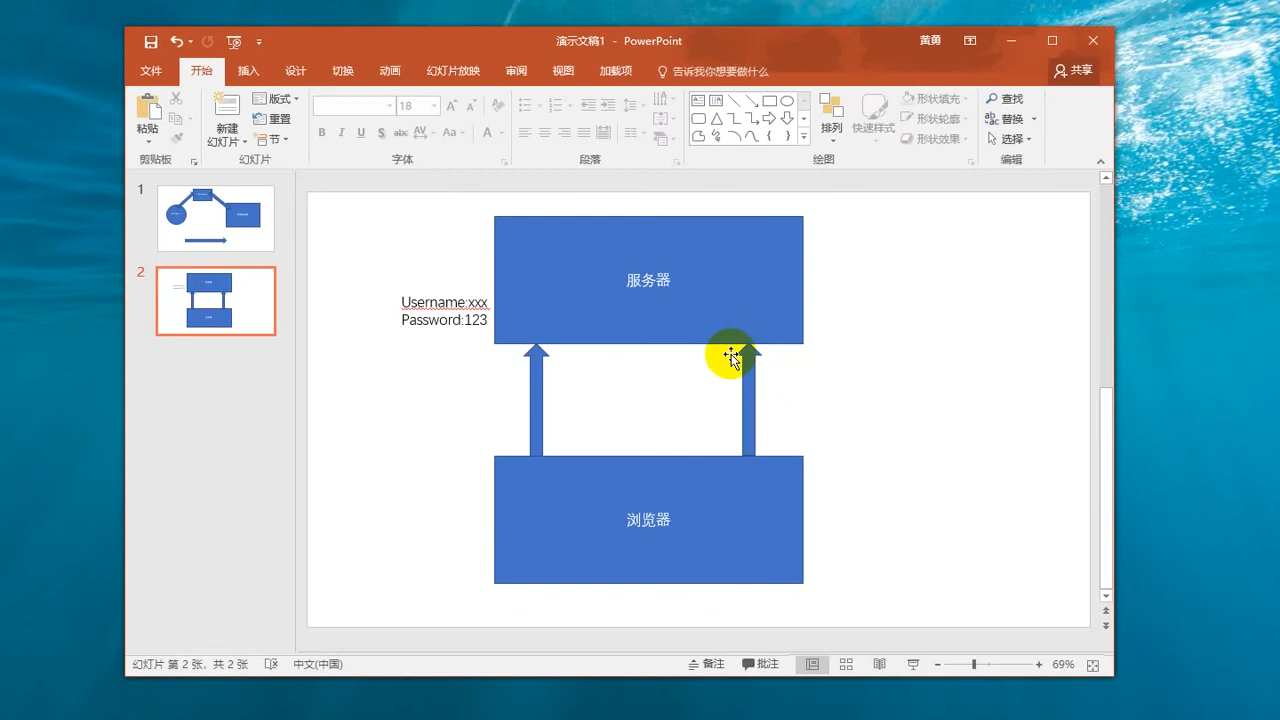 演示文稿1 - PowerPoint
黄勇
文件 开始 插入 设计 切换 动画 幻灯片放映 审阅 视图 加载项 告诉我你想要做什么 共享
粘贴
新建
幻灯片
版式
重置
节
18
排列
快速样式
形状填充
形状轮廓
形状效果
查找
替换
选择
剪贴板 幻灯片 字体 段落 绘图 编辑
1
2
服务器
Username:xxx
Password:123
浏览器
幻灯片 第 2 张，共 2 张 中文(中国) 备注 批注 69%